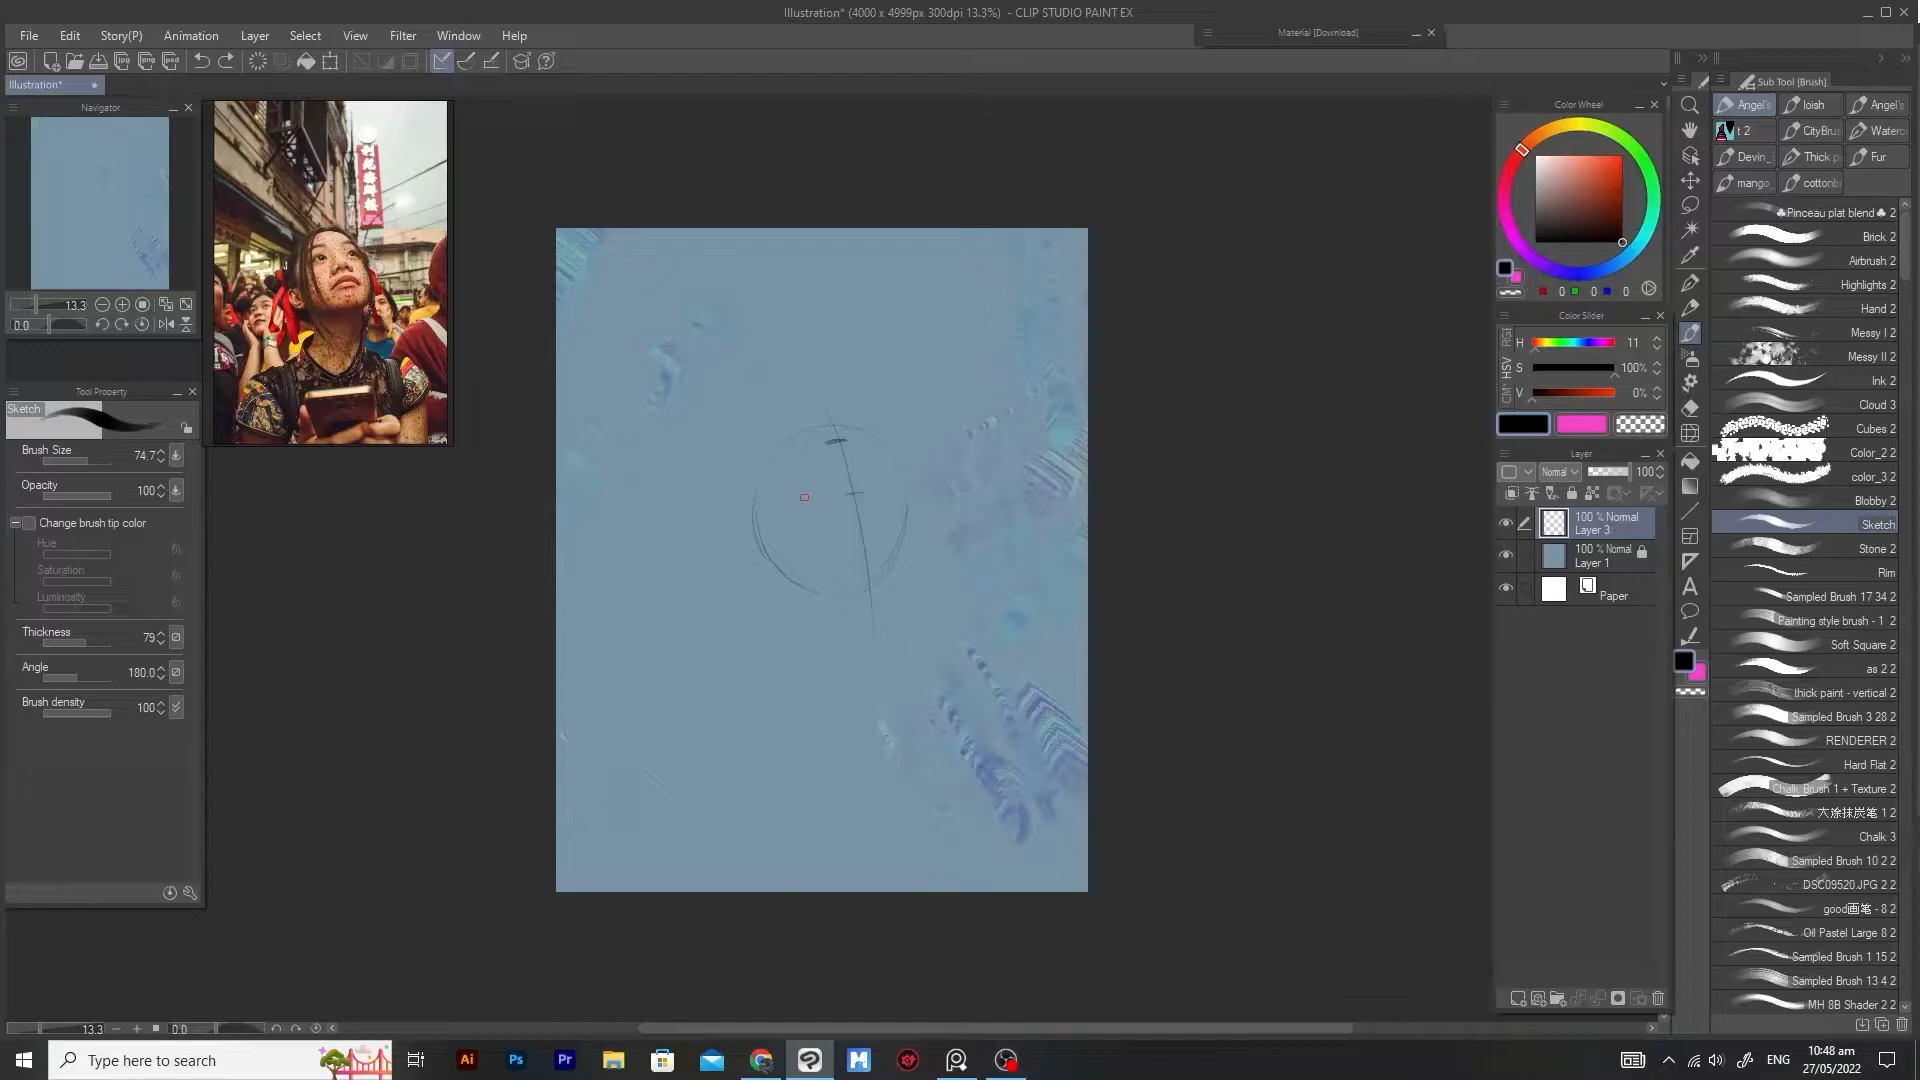 Illustration* (4000 x 4999px 300dpi 13.3%) - CLIP STUDIO PAINT EX
File Edit Story(P) Animation Layer Select View Filter Window Help
Material [Download]
Illustration*
Navigator
13.3
0.0
Tool Property
Sketch
Brush Size 74.7
Opacity 100
Change brush tip color
Hue
Saturation
Luminosity
Thickness 79
Angle 180.0
Brush density 100
Color Wheel
0 0 0
Color Slider
RGB
HSV
CM
H 11
S 100%
V 0%
Layer
Normal 100
100 % Normal
Layer 3
100 % Normal
Layer 1
Paper
Sub Tool [Brush]
Angel's loish Angel's
t 2 CityBru Waterc
Devin_ Thick p Fur
mango_ cottonb
♣Pinceau plat blend♣ 2
Brick 2
Airbrush 2
Highlights 2
Hand 2
Messy I 2
Messy II 2
Ink 2
Cloud 3
Cubes 2
Color_2 2
color_3 2
Blobby 2
Sketch
Stone 2
Rim
Sampled Brush 17 34 2
Painting style brush - 1 2
Soft Square 2
as 2 2
thick paint - vertical 2
Sampled Brush 3 28 2
RENDERER 2
Hard Flat 2
Chalk Brush 1 + Texture 2
大涂抹炭笔 1 2
Chalk 3
Sampled Brush 10 2 2
DSC09520.JPG 2 2
good画笔 - 8 2
Oil Pastel Large 8 2
Sampled Brush 1 15 2
Sampled Brush 13 4 2
MH 8B Shader 2 2
13.3 0.0
Type here to search
Ai Ps Pr
ENG
10:48 am
27/05/2022